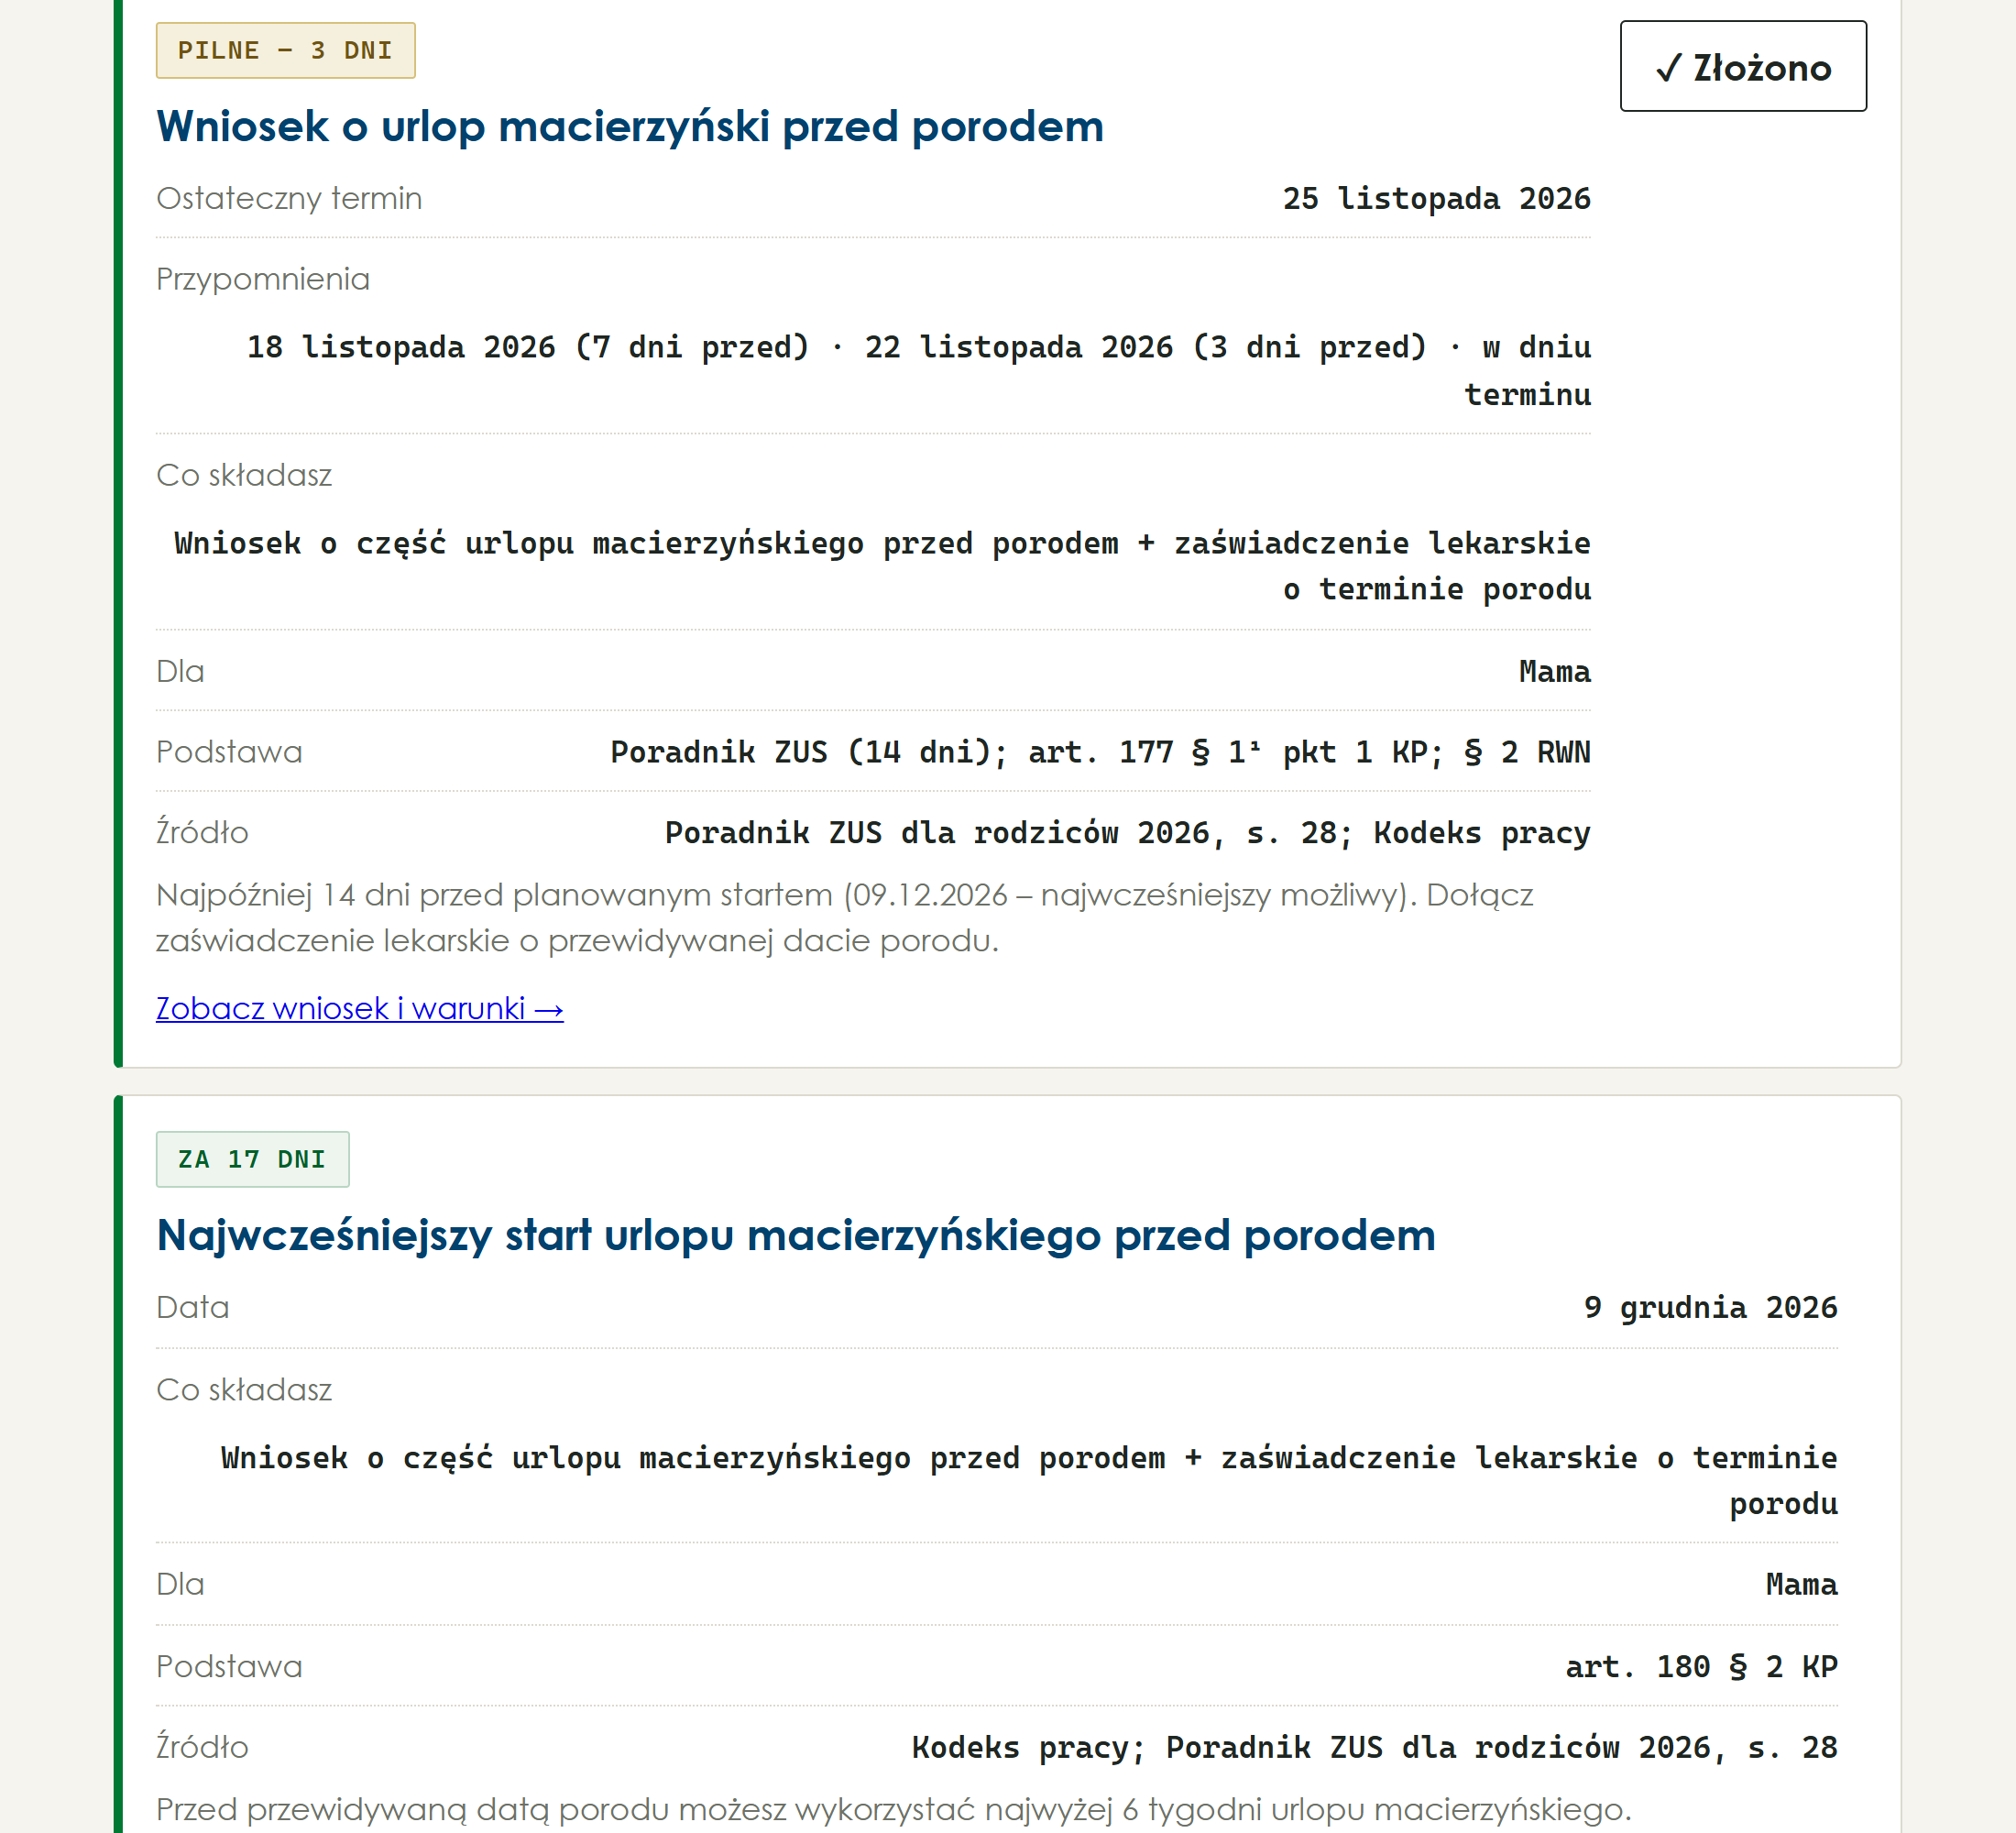 PILNE – 3 DNI
✓ Złożono
Wniosek o urlop macierzyński przed porodem
Ostateczny termin 25 listopada 2026
Przypomnienia
18 listopada 2026 (7 dni przed) · 22 listopada 2026 (3 dni przed) · w dniu
terminu
Co składasz
Wniosek o część urlopu macierzyńskiego przed porodem + zaświadczenie lekarskie
o terminie porodu
Dla Mama
Podstawa Poradnik ZUS (14 dni); art. 177 § 1¹ pkt 1 KP; § 2 RWN
Źródło Poradnik ZUS dla rodziców 2026, s. 28; Kodeks pracy
Najpóźniej 14 dni przed planowanym startem (09.12.2026 – najwcześniejszy możliwy). Dołącz
zaświadczenie lekarskie o przewidywanej dacie porodu.
Zobacz wniosek i warunki →
ZA 17 DNI
Najwcześniejszy start urlopu macierzyńskiego przed porodem
Data 9 grudnia 2026
Co składasz
Wniosek o część urlopu macierzyńskiego przed porodem + zaświadczenie lekarskie o terminie
porodu
Dla Mama
Podstawa art. 180 § 2 KP
Źródło Kodeks pracy; Poradnik ZUS dla rodziców 2026, s. 28
Przed przewidywaną datą porodu możesz wykorzystać najwyżej 6 tygodni urlopu macierzyńskiego.